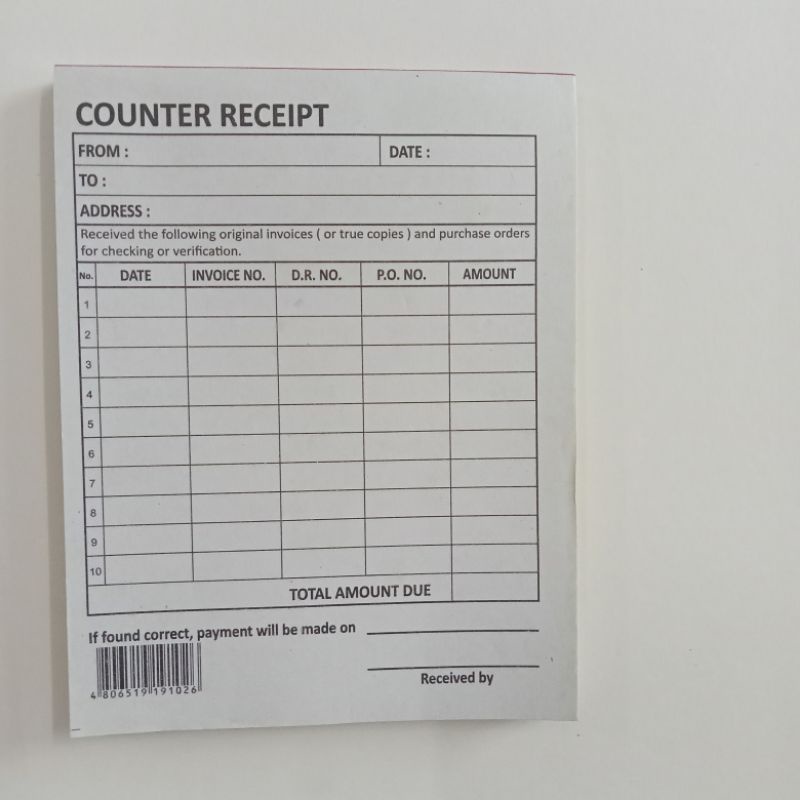 COUNTER RECEIPT
FROM : DATE :
TO :
ADDRESS :
Received the following original invoices ( or true copies ) and purchase orders
for checking or verification.
No. DATE INVOICE NO. D.R. NO. P.O. NO. AMOUNT
1
2
3
4
5
6
7
8
9
10
TOTAL AMOUNT DUE
If found correct, payment will be made on
Received by
4 806519 191026